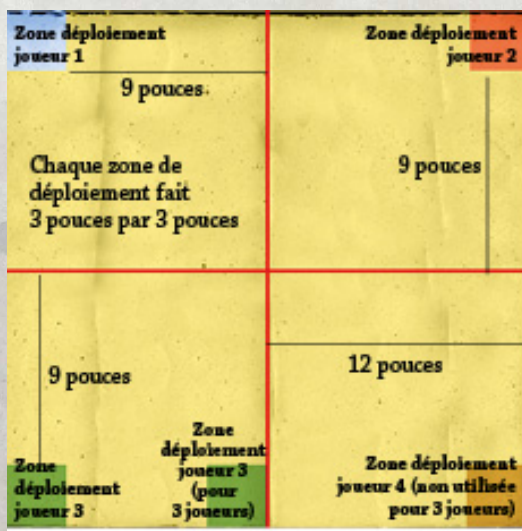 Zone déploiement
joueur 1
Zone déploiement
joueur 2
9 pouces
Chaque zone de
déploiement fait
3 pouces par 3 pouces
9 pouces
9 pouces
12 pouces
Zone
déploiement
joueur 3
Zone
déploiement
joueur 3
(pour
3 joueurs)
Zone déploiement
joueur 4 (non utilisée
pour 3 joueurs)